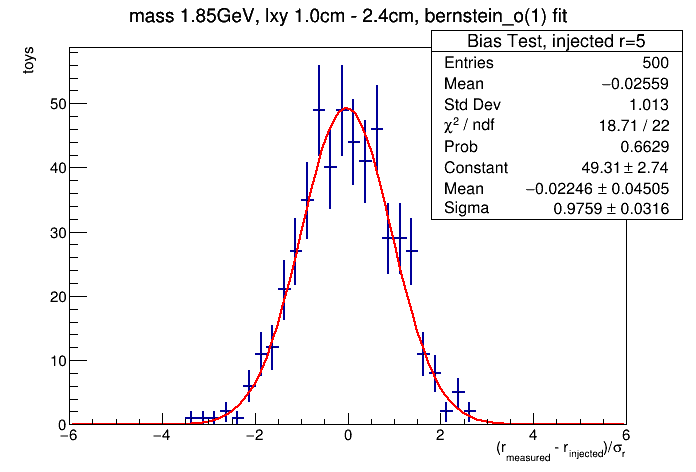 mass 1.85GeV, lxy 1.0cm - 2.4cm, bernstein_o(1) fit
toys
Bias Test, injected r=5
Entries 500
Mean −0.02559
Std Dev 1.013
χ² / ndf 18.71 / 22
Prob 0.6629
Constant 49.31 ± 2.74
Mean −0.02246 ± 0.04505
Sigma 0.9759 ± 0.0316
50
40
30
20
10
0
−6 −4 −2 0 2 4 6
(r_measured - r_injected)/σ_r